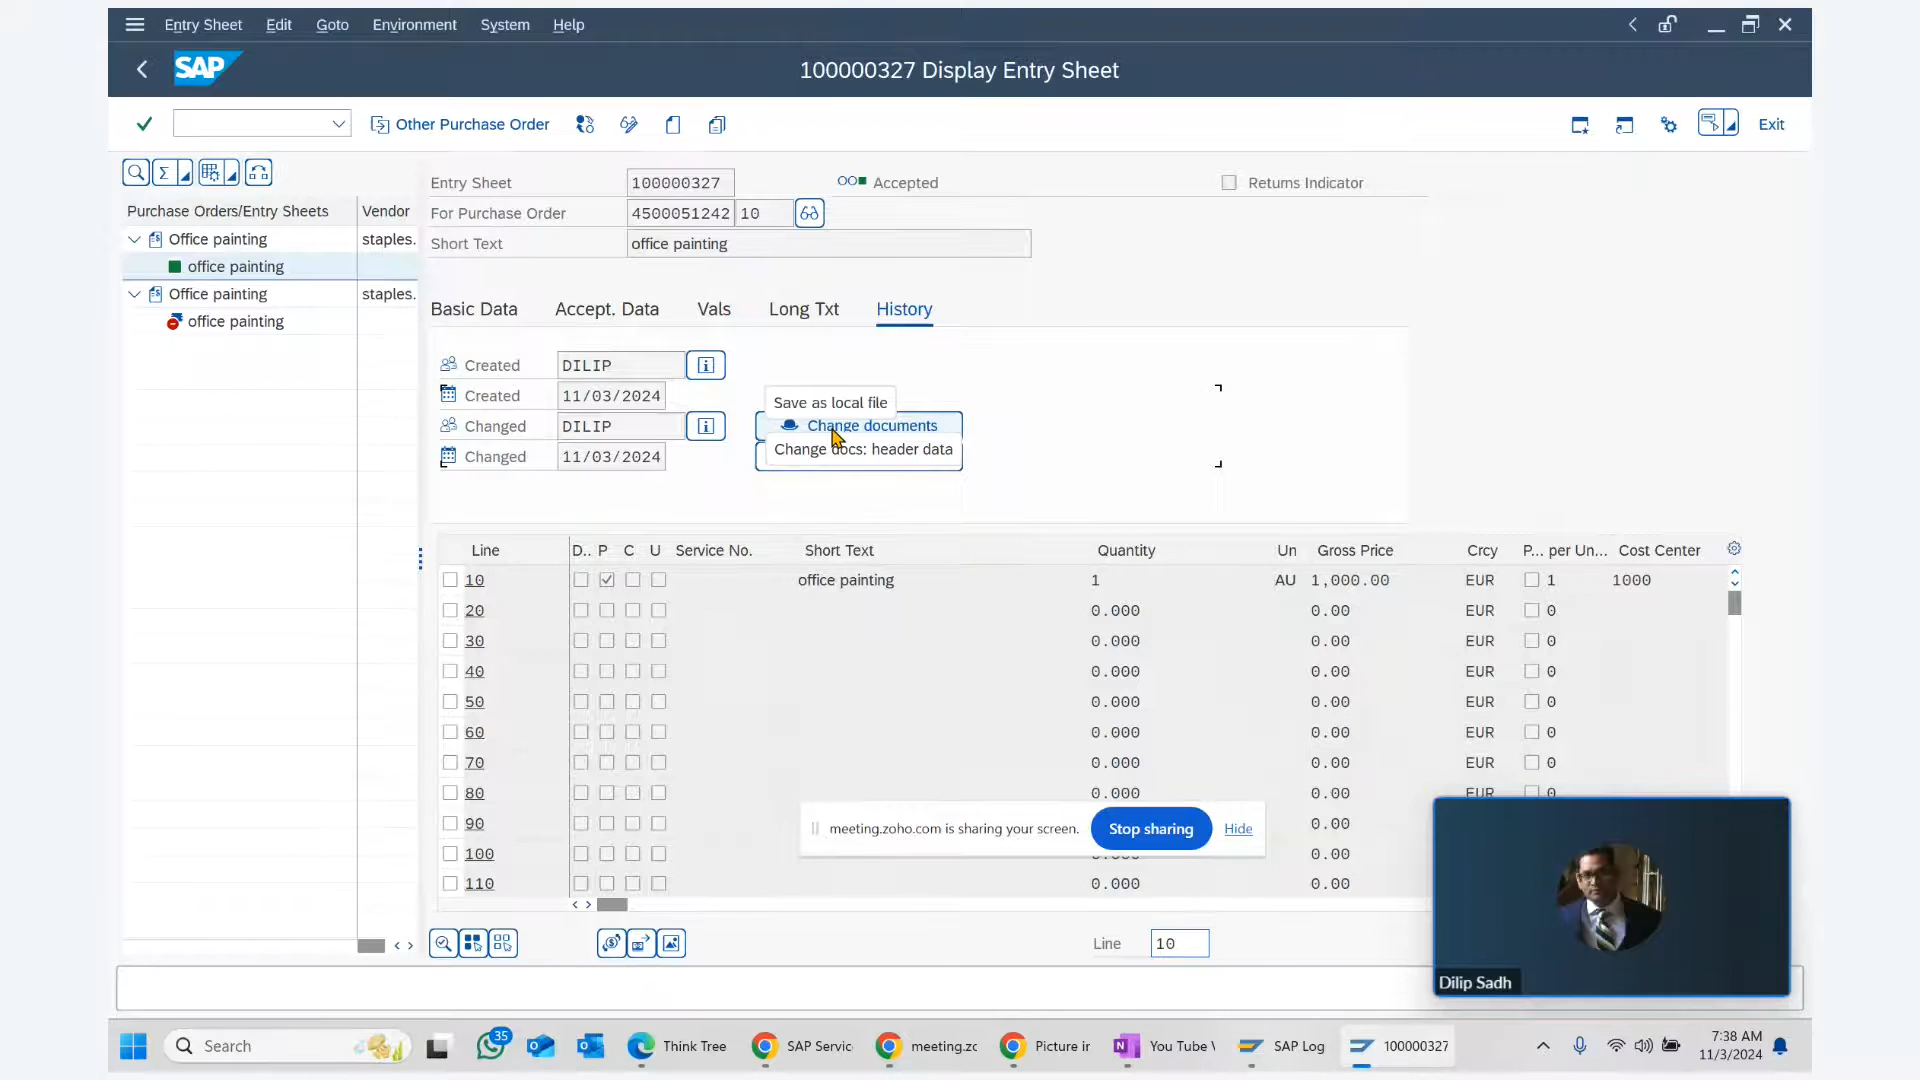 Entry Sheet Edit Goto Environment System Help
SAP 100000327 Display Entry Sheet
Other Purchase Order Exit
Entry Sheet 100000327 Accepted Returns Indicator
Purchase Orders/Entry Sheets Vendor
For Purchase Order 4500051242 10
Office painting staples.
Short Text office painting
office painting
Office painting staples.
office painting
Basic Data Accept. Data Vals Long Txt History
Created DILIP
Created 11/03/2024
Save as local file
Changed DILIP Change documents
Change docs: header data
Changed 11/03/2024
Line D.. P C U Service No. Short Text Quantity Un Gross Price Crcy P... per Un... Cost Center
10 office painting 1 AU 1,000.00 EUR 1 1000
20 0.000 0.00 EUR 0
30 0.000 0.00 EUR 0
40 0.000 0.00 EUR 0
50 0.000 0.00 EUR 0
60 0.000 0.00 EUR 0
70 0.000 0.00 EUR 0
80 0.000 0.00 EUR 0
90 0.00
meeting.zoho.com is sharing your screen. Stop sharing Hide
100 0.00
110 0.000 0.00
Line 10
Dilip Sadh
Search 35 Think Tree SAP Servic meeting.zc Picture ir You Tube SAP Log 100000327 7:38 AM
11/3/2024